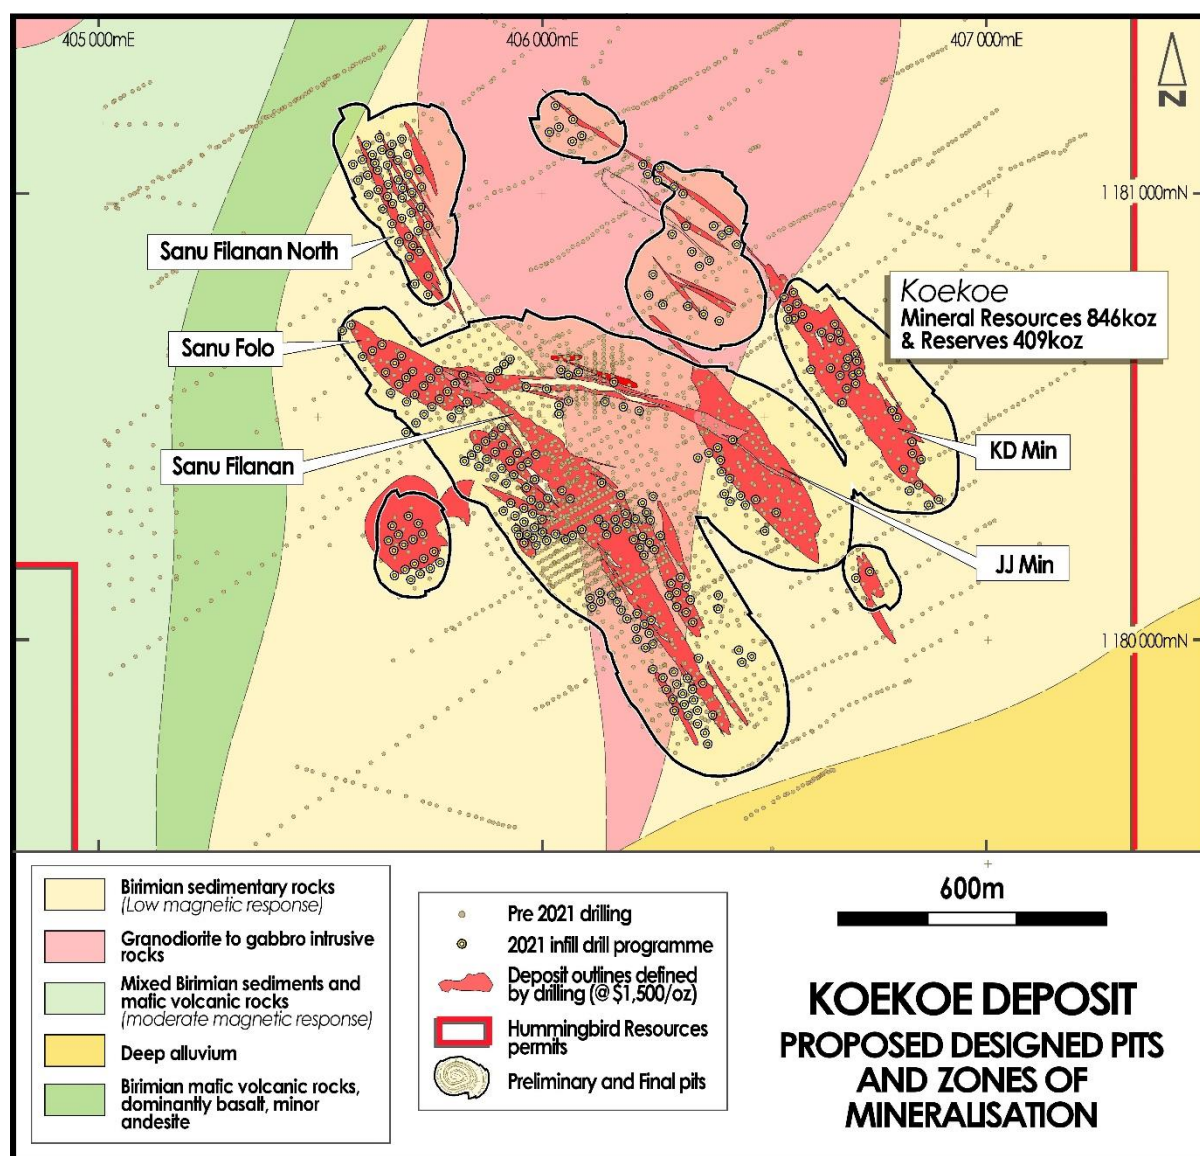 405 000mE
406 000mE
407 000mE
N
1 181 000mN
Sanu Filanan North
Koekoe
Mineral Resources 846koz
& Reserves 409koz
Sanu Folo
Sanu Filanan
KD Min
JJ Min
1 180 000mN
Birimian sedimentary rocks
(Low magnetic response)
Granodiorite to gabbro intrusive
rocks
Mixed Birimian sediments and
mafic volcanic rocks
(moderate magnetic response)
Deep alluvium
Birimian mafic volcanic rocks,
dominantly basalt, minor
andesite
Pre 2021 drilling
2021 infill drill programme
Deposit outlines defined
by drilling (@ $1,500/oz)
Hummingbird Resources
permits
Preliminary and Final pits
600m
KOEKOE DEPOSIT
PROPOSED DESIGNED PITS
AND ZONES OF
MINERALISATION